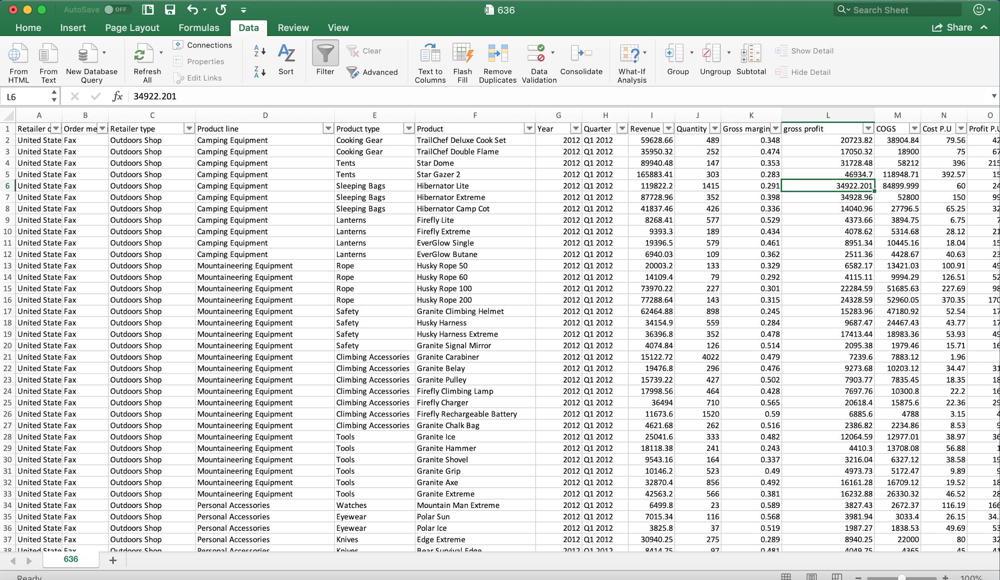 AutoSave OFF 636 Search Sheet
Home Insert Page Layout Formulas Data Review View Share
From HTML From Text New Database Query Refresh All Connections Properties Edit Links Sort Filter Clear Advanced Text to Columns Flash Fill Remove Duplicates Data Validation Consolidate What-If Analysis Group Ungroup Subtotal Show Detail Hide Detail
L6 fx 34922.201
A B C D E F G H I J K L M N O
1 Retailer Order me Retailer type Product line Product type Product Year Quarter Revenue Quantity Gross margin gross profit COGS Cost P.U Profit P.U
2 United State Fax Outdoors Shop Camping Equipment Cooking Gear TrailChef Deluxe Cook Set 2012 Q1 2012 59628.66 489 0.348 20723.82 38904.84 79.56 42
3 United State Fax Outdoors Shop Camping Equipment Cooking Gear TrailChef Double Flame 2012 Q1 2012 35950.32 252 0.474 17050.32 18900 75 67
4 United State Fax Outdoors Shop Camping Equipment Tents Star Dome 2012 Q1 2012 89940.48 147 0.353 31728.48 58212 396 215
5 United State Fax Outdoors Shop Camping Equipment Tents Star Gazer 2 2012 Q1 2012 165883.41 303 0.283 46934.7 118948.71 392.57 15
6 United State Fax Outdoors Shop Camping Equipment Sleeping Bags Hibernator Lite 2012 Q1 2012 119822.2 1415 0.291 34922.201 84899.999 60 24
7 United State Fax Outdoors Shop Camping Equipment Sleeping Bags Hibernator Extreme 2012 Q1 2012 87728.96 352 0.398 34928.96 52800 150 99
8 United State Fax Outdoors Shop Camping Equipment Sleeping Bags Hibernator Camp Cot 2012 Q1 2012 41837.46 426 0.336 14040.96 27796.5 65.25 32
9 United State Fax Outdoors Shop Camping Equipment Lanterns Firefly Lite 2012 Q1 2012 8268.41 577 0.529 4373.66 3894.75 6.75 7
10 United State Fax Outdoors Shop Camping Equipment Lanterns Firefly Extreme 2012 Q1 2012 9393.3 189 0.434 4078.62 5314.68 28.12 21
11 United State Fax Outdoors Shop Camping Equipment Lanterns EverGlow Single 2012 Q1 2012 19396.5 579 0.461 8951.34 10445.16 18.04 15
12 United State Fax Outdoors Shop Camping Equipment Lanterns EverGlow Butane 2012 Q1 2012 6940.03 109 0.362 2511.36 4428.67 40.63 23
13 United State Fax Outdoors Shop Mountaineering Equipment Rope Husky Rope 50 2012 Q1 2012 20003.2 133 0.329 6582.17 13421.03 100.91 49
14 United State Fax Outdoors Shop Mountaineering Equipment Rope Husky Rope 60 2012 Q1 2012 14109.4 79 0.292 4115.11 9994.29 126.51 52
15 United State Fax Outdoors Shop Mountaineering Equipment Rope Husky Rope 100 2012 Q1 2012 73970.22 227 0.301 22284.59 51685.63 227.69 98
16 United State Fax Outdoors Shop Mountaineering Equipment Rope Husky Rope 200 2012 Q1 2012 77288.64 143 0.315 24328.59 52960.05 370.35 170
17 United State Fax Outdoors Shop Mountaineering Equipment Safety Granite Climbing Helmet 2012 Q1 2012 62464.88 898 0.245 15283.96 47180.92 52.54 17
18 United State Fax Outdoors Shop Mountaineering Equipment Safety Husky Harness 2012 Q1 2012 34154.9 559 0.284 9687.47 24467.43 43.77 17
19 United State Fax Outdoors Shop Mountaineering Equipment Safety Husky Harness Extreme 2012 Q1 2012 36396.8 352 0.478 17413.44 18983.36 53.93 49
20 United State Fax Outdoors Shop Mountaineering Equipment Safety Granite Signal Mirror 2012 Q1 2012 4074.84 126 0.514 2095.38 1979.46 15.71 16
21 United State Fax Outdoors Shop Mountaineering Equipment Climbing Accessories Granite Carabiner 2012 Q1 2012 15122.72 4022 0.479 7239.6 7883.12 1.96
22 United State Fax Outdoors Shop Mountaineering Equipment Climbing Accessories Granite Belay 2012 Q1 2012 19476.8 296 0.476 9273.68 10203.12 34.47 31
23 United State Fax Outdoors Shop Mountaineering Equipment Climbing Accessories Granite Pulley 2012 Q1 2012 15739.22 427 0.502 7903.77 7835.45 18.35 18
24 United State Fax Outdoors Shop Mountaineering Equipment Climbing Accessories Firefly Climbing Lamp 2012 Q1 2012 17998.56 464 0.428 7697.76 10300.8 22.2 16
25 United State Fax Outdoors Shop Mountaineering Equipment Climbing Accessories Firefly Charger 2012 Q1 2012 36494 710 0.565 20618.4 15875.6 22.36 29
26 United State Fax Outdoors Shop Mountaineering Equipment Climbing Accessories Firefly Rechargeable Battery 2012 Q1 2012 11673.6 1520 0.59 6885.6 4788 3.15 4
27 United State Fax Outdoors Shop Mountaineering Equipment Climbing Accessories Granite Chalk Bag 2012 Q1 2012 4621.68 262 0.516 2386.82 2234.86 8.53 9
28 United State Fax Outdoors Shop Mountaineering Equipment Tools Granite Ice 2012 Q1 2012 25041.6 333 0.482 12064.59 12977.01 38.97 36
29 United State Fax Outdoors Shop Mountaineering Equipment Tools Granite Hammer 2012 Q1 2012 18118.38 241 0.243 4410.3 13708.08 56.88 1
30 United State Fax Outdoors Shop Mountaineering Equipment Tools Granite Shovel 2012 Q1 2012 9543.16 164 0.337 3216.04 6327.12 38.58 19
31 United State Fax Outdoors Shop Mountaineering Equipment Tools Granite Grip 2012 Q1 2012 10146.2 523 0.49 4973.73 5172.47 9.89 9
32 United State Fax Outdoors Shop Mountaineering Equipment Tools Granite Axe 2012 Q1 2012 32870.4 856 0.492 16161.28 16709.12 19.52 18
33 United State Fax Outdoors Shop Mountaineering Equipment Tools Granite Extreme 2012 Q1 2012 42563.2 566 0.381 16232.88 26330.32 46.52 28
34 United State Fax Outdoors Shop Personal Accessories Watches Mountain Man Extreme 2012 Q1 2012 6499.8 23 0.589 3827.43 2672.37 116.19 166
35 United State Fax Outdoors Shop Personal Accessories Eyewear Polar Sun 2012 Q1 2012 7015.34 116 0.568 3981.94 3033.4 26.15 34.
36 United State Fax Outdoors Shop Personal Accessories Eyewear Polar Ice 2012 Q1 2012 3825.8 37 0.519 1987.27 1838.53 49.69 53
37 United State Fax Outdoors Shop Personal Accessories Knives Edge Extreme 2012 Q1 2012 30940.25 275 0.289 8940.25 22000 80 32
38 United State Fax Outdoors Shop Personal Accessories Knives Bear Survival Edge 2012 Q1 2012 8414.75 97 0.481 4049.75 4365 45 41
636
Ready 100%